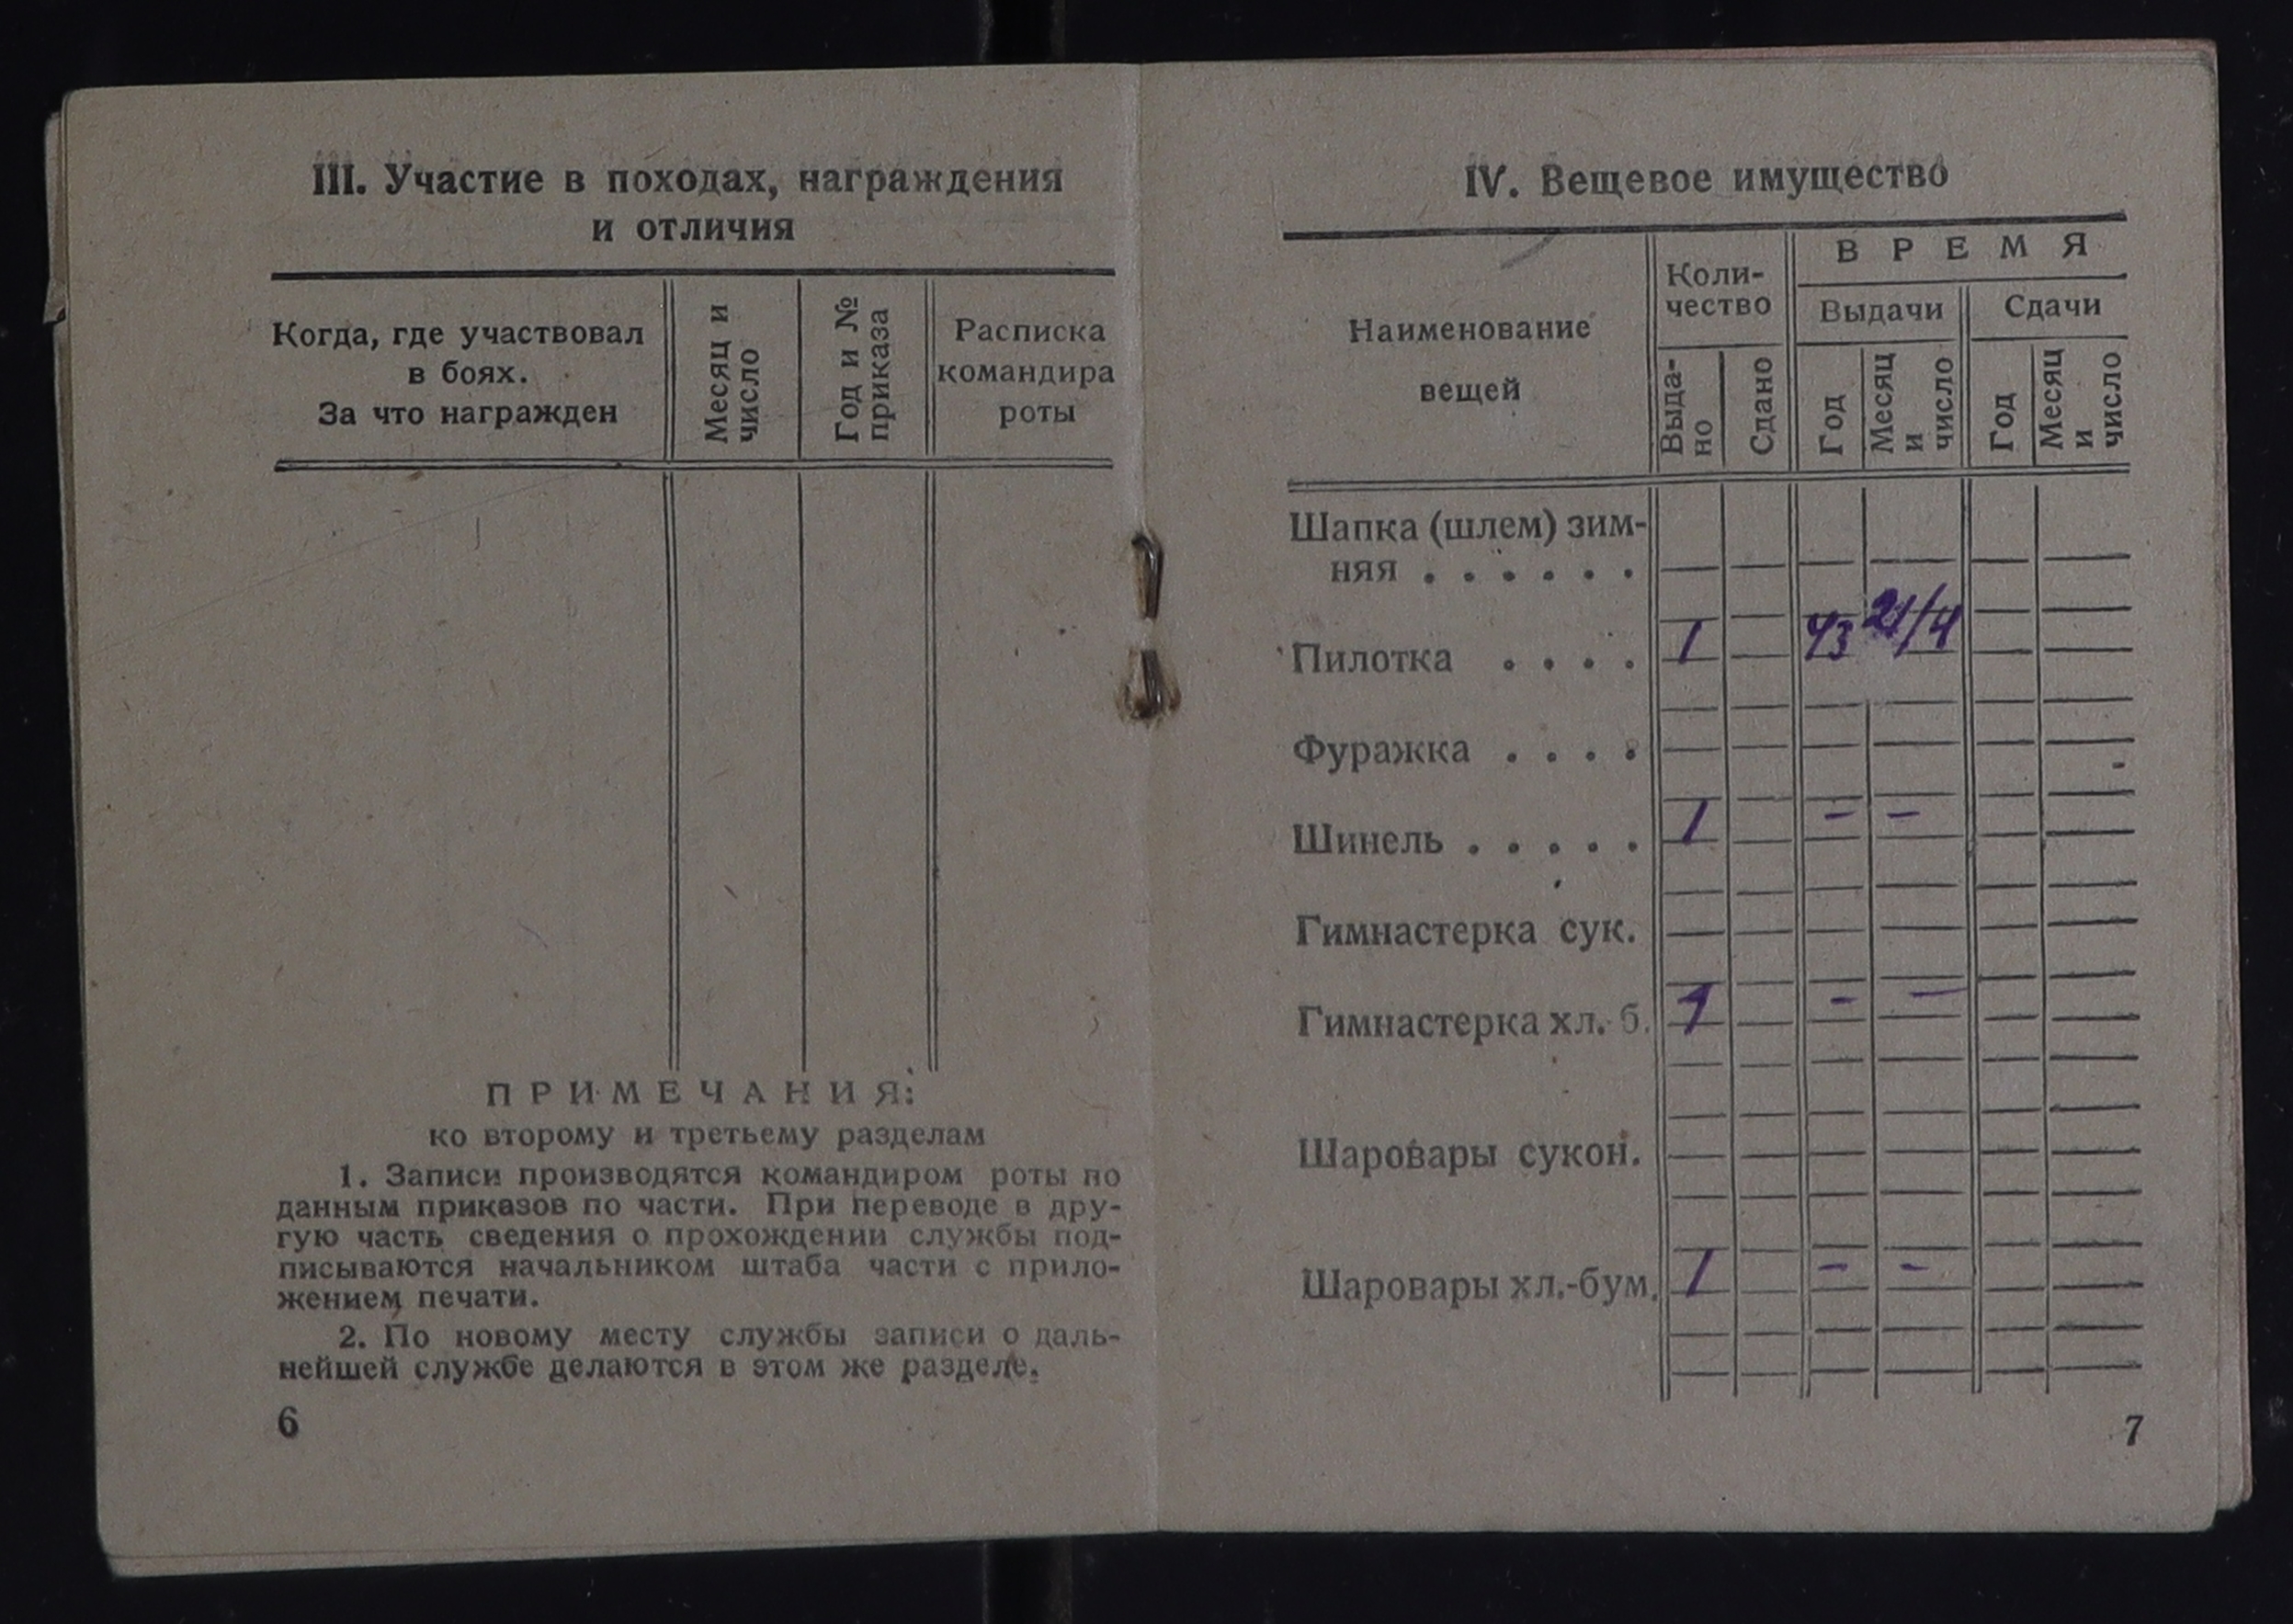 III. Участие в походах, награждения
и отличия
Когда, где участвовал
в боях.
За что награжден
Месяц и
число
Год и №
приказа
Расписка
командира
роты
ПРИМЕЧАНИЯ:
ко второму и третьему разделам
1. Записи производятся командиром роты по
данным приказов по части. При переводе в дру-
гую часть сведения о прохождении службы под-
писываются начальником штаба части с прило-
жением печати.
2. По новому месту службы записи о даль-
нейшей службе делаются в этом же разделе.
6
IV. Вещевое имущество
Наименование
вещей
Коли-
чество
ВРЕМЯ
Выдачи
Сдачи
Выда-
но
Сдано
Год
Месяц
и
число
Год
Месяц
и
число
Шапка (шлем) зим-
няя . . . . . .
Пилотка . . . . 1 43 21/4
Фуражка . . . .
Шинель . . . . . 1 - -
Гимнастерка сук.
Гимнастерка хл.-б. 1 - -
Шаровары сукон.
Шаровары хл.-бум. 1 - -
7